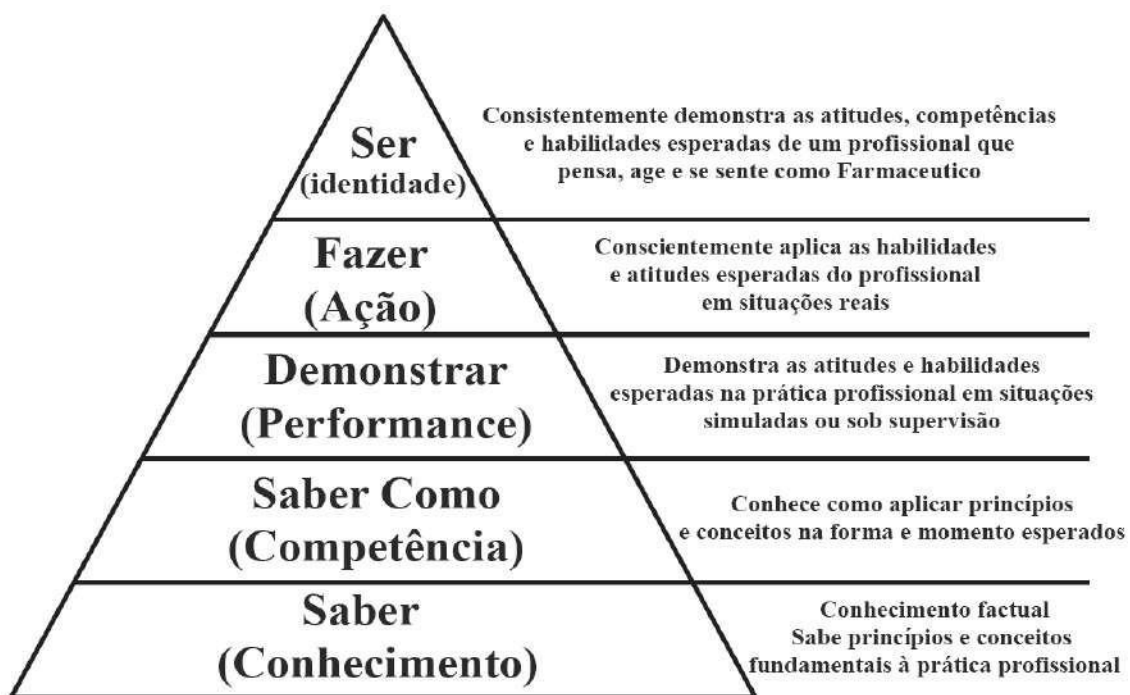 Ser
(identidade)
Consistentemente demonstra as atitudes, competências
e habilidades esperadas de um profissional que
pensa, age e se sente como Farmaceutico
Fazer
(Ação)
Conscientemente aplica as habilidades
e atitudes esperadas do profissional
em situações reais
Demonstrar
(Performance)
Demonstra as atitudes e habilidades
esperadas na prática profissional em situações
simuladas ou sob supervisão
Saber Como
(Competência)
Conhece como aplicar princípios
e conceitos na forma e momento esperados
Saber
(Conhecimento)
Conhecimento factual
Sabe princípios e conceitos
fundamentais à prática profissional